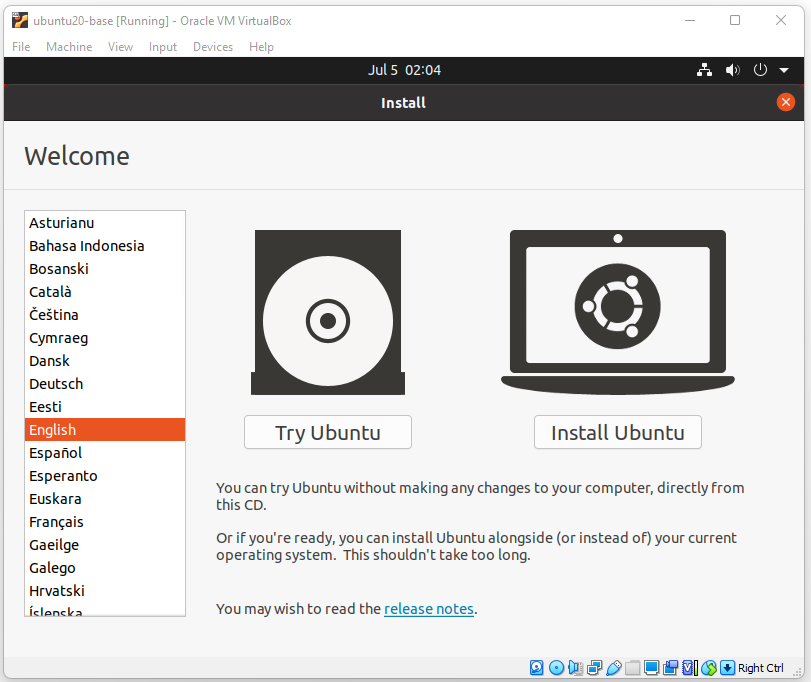 ubuntu20-base [Running] - Oracle VM VirtualBox
File Machine View Input Devices Help
Jul 5 02:04
Install
Welcome
Asturianu
Bahasa Indonesia
Bosanski
Català
Čeština
Cymraeg
Dansk
Deutsch
Eesti
English
Español
Esperanto
Euskara
Français
Gaeilge
Galego
Hrvatski
Íslenska
Try Ubuntu
Install Ubuntu
You can try Ubuntu without making any changes to your computer, directly from
this CD.
Or if you're ready, you can install Ubuntu alongside (or instead of) your current
operating system. This shouldn't take too long.
You may wish to read the release notes.
Right Ctrl